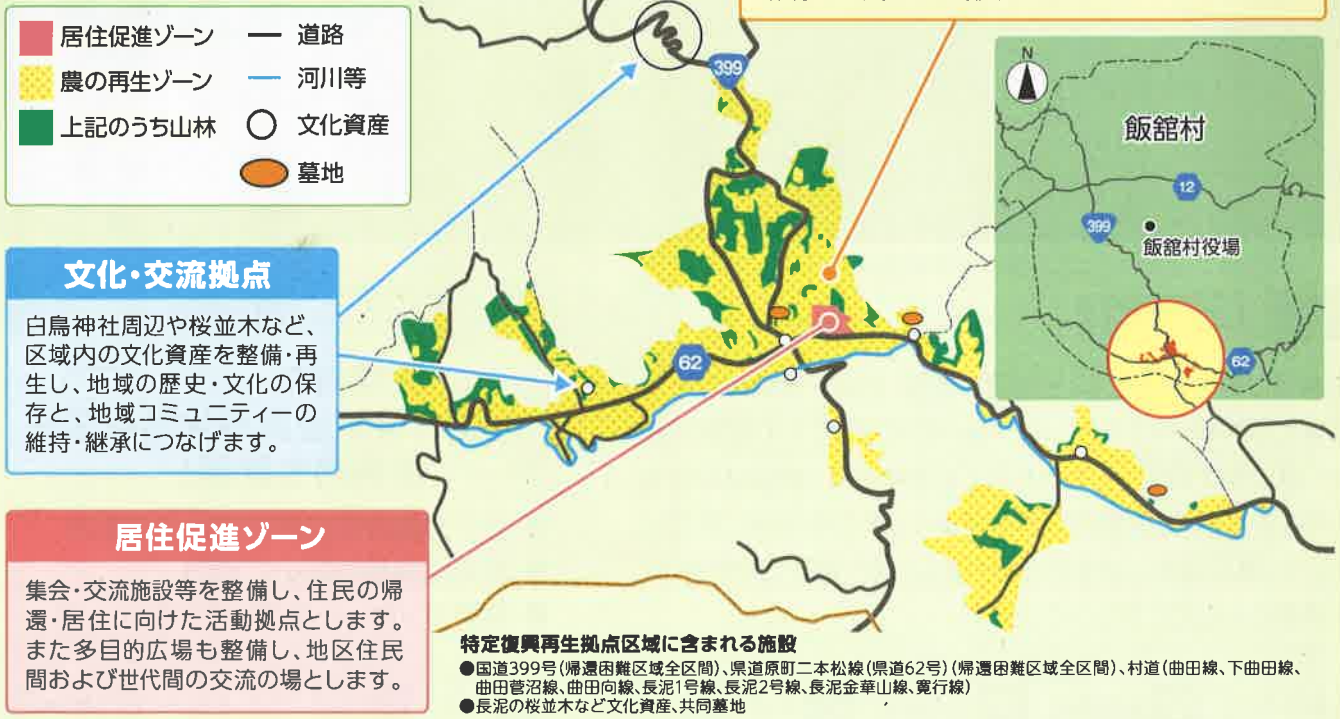 居住促進ゾーン
農の再生ゾーン
上記のうち山林
道路
河川等
文化資産
墓地
399
N
飯舘村
12
399
飯舘村役場
62
62
文化・交流拠点
白鳥神社周辺や桜並木など、
区域内の文化資産を整備・再
生し、地域の歴史・文化の保
存と、地域コミュニティーの
維持・継承につなげます。
居住促進ゾーン
集会・交流施設等を整備し、住民の帰
還・居住に向けた活動拠点とします。
また多目的広場も整備し、地区住民
間および世代間の交流の場とします。
特定復興再生拠点区域に含まれる施設
●国道399号(帰還困難区域全区間)、県道原町二本松線(県道62号)(帰還困難区域全区間)、村道(曲田線、下曲田線、
曲田菅沼線、曲田向線、長泥1号線、長泥2号線、長泥金華山線、寛行線)
●長泥の桜並木など文化資産、共同墓地